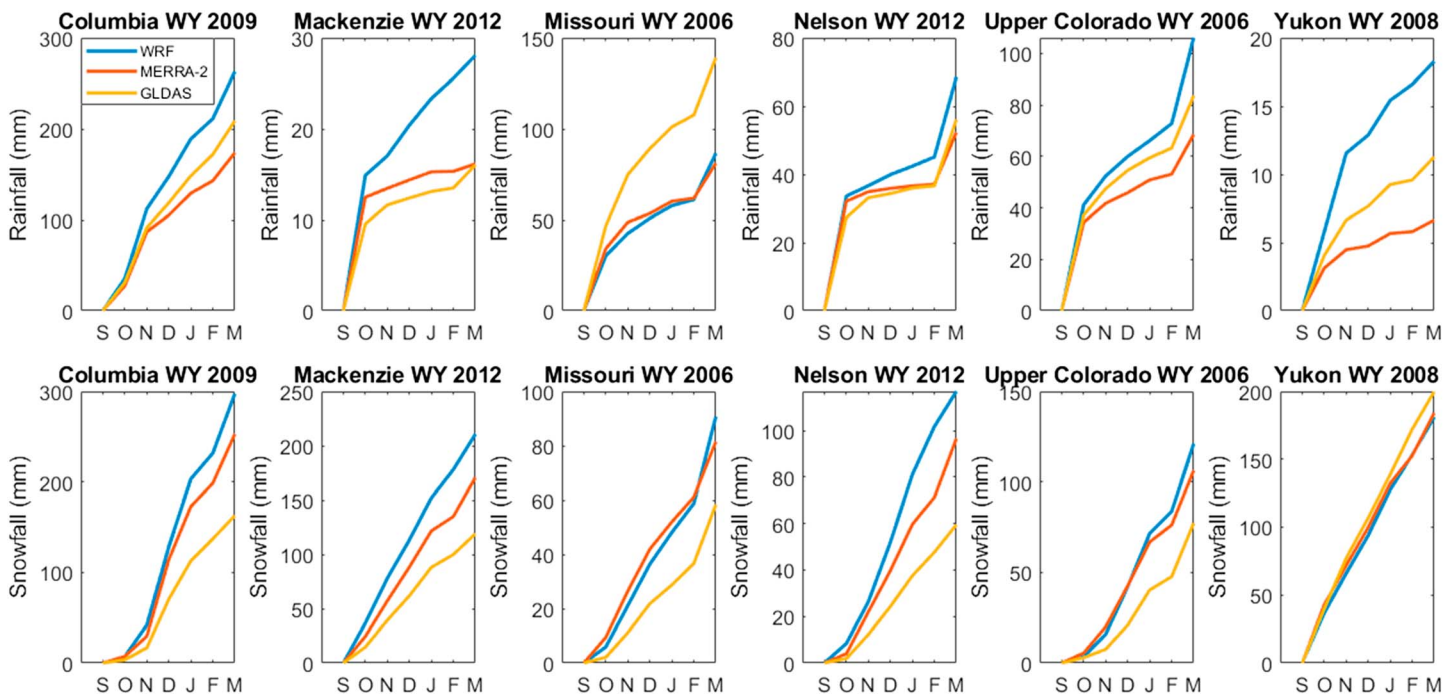 Columbia WY 2009
Mackenzie WY 2012
Missouri WY 2006
Nelson WY 2012
Upper Colorado WY 2006
Yukon WY 2008
Rainfall (mm)
300
200
100
0
WRF
MERRA-2
GLDAS
S O N D J F M
Rainfall (mm)
30
20
10
0
S O N D J F M
Rainfall (mm)
150
100
50
0
S O N D J F M
Rainfall (mm)
80
60
40
20
0
S O N D J F M
Rainfall (mm)
100
80
60
40
20
0
S O N D J F M
Rainfall (mm)
20
15
10
5
0
S O N D J F M
Columbia WY 2009
Mackenzie WY 2012
Missouri WY 2006
Nelson WY 2012
Upper Colorado WY 2006
Yukon WY 2008
Snowfall (mm)
300
200
100
0
S O N D J F M
Snowfall (mm)
250
200
150
100
50
0
S O N D J F M
Snowfall (mm)
100
80
60
40
20
0
S O N D J F M
Snowfall (mm)
100
80
60
40
20
0
S O N D J F M
Snowfall (mm)
150
100
50
0
S O N D J F M
Snowfall (mm)
200
150
100
50
0
S O N D J F M